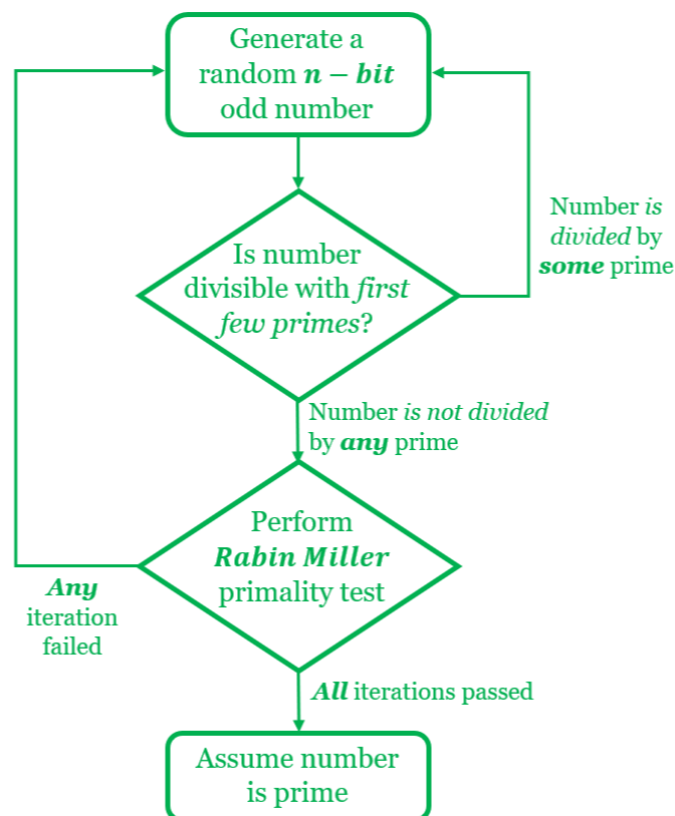 Generate a
random n – bit
odd number
Number is
divided by
some prime
Is number
divisible with first
few primes?
Number is not divided
by any prime
Perform
Rabin Miller
primality test
Any
iteration
failed
All iterations passed
Assume number
is prime